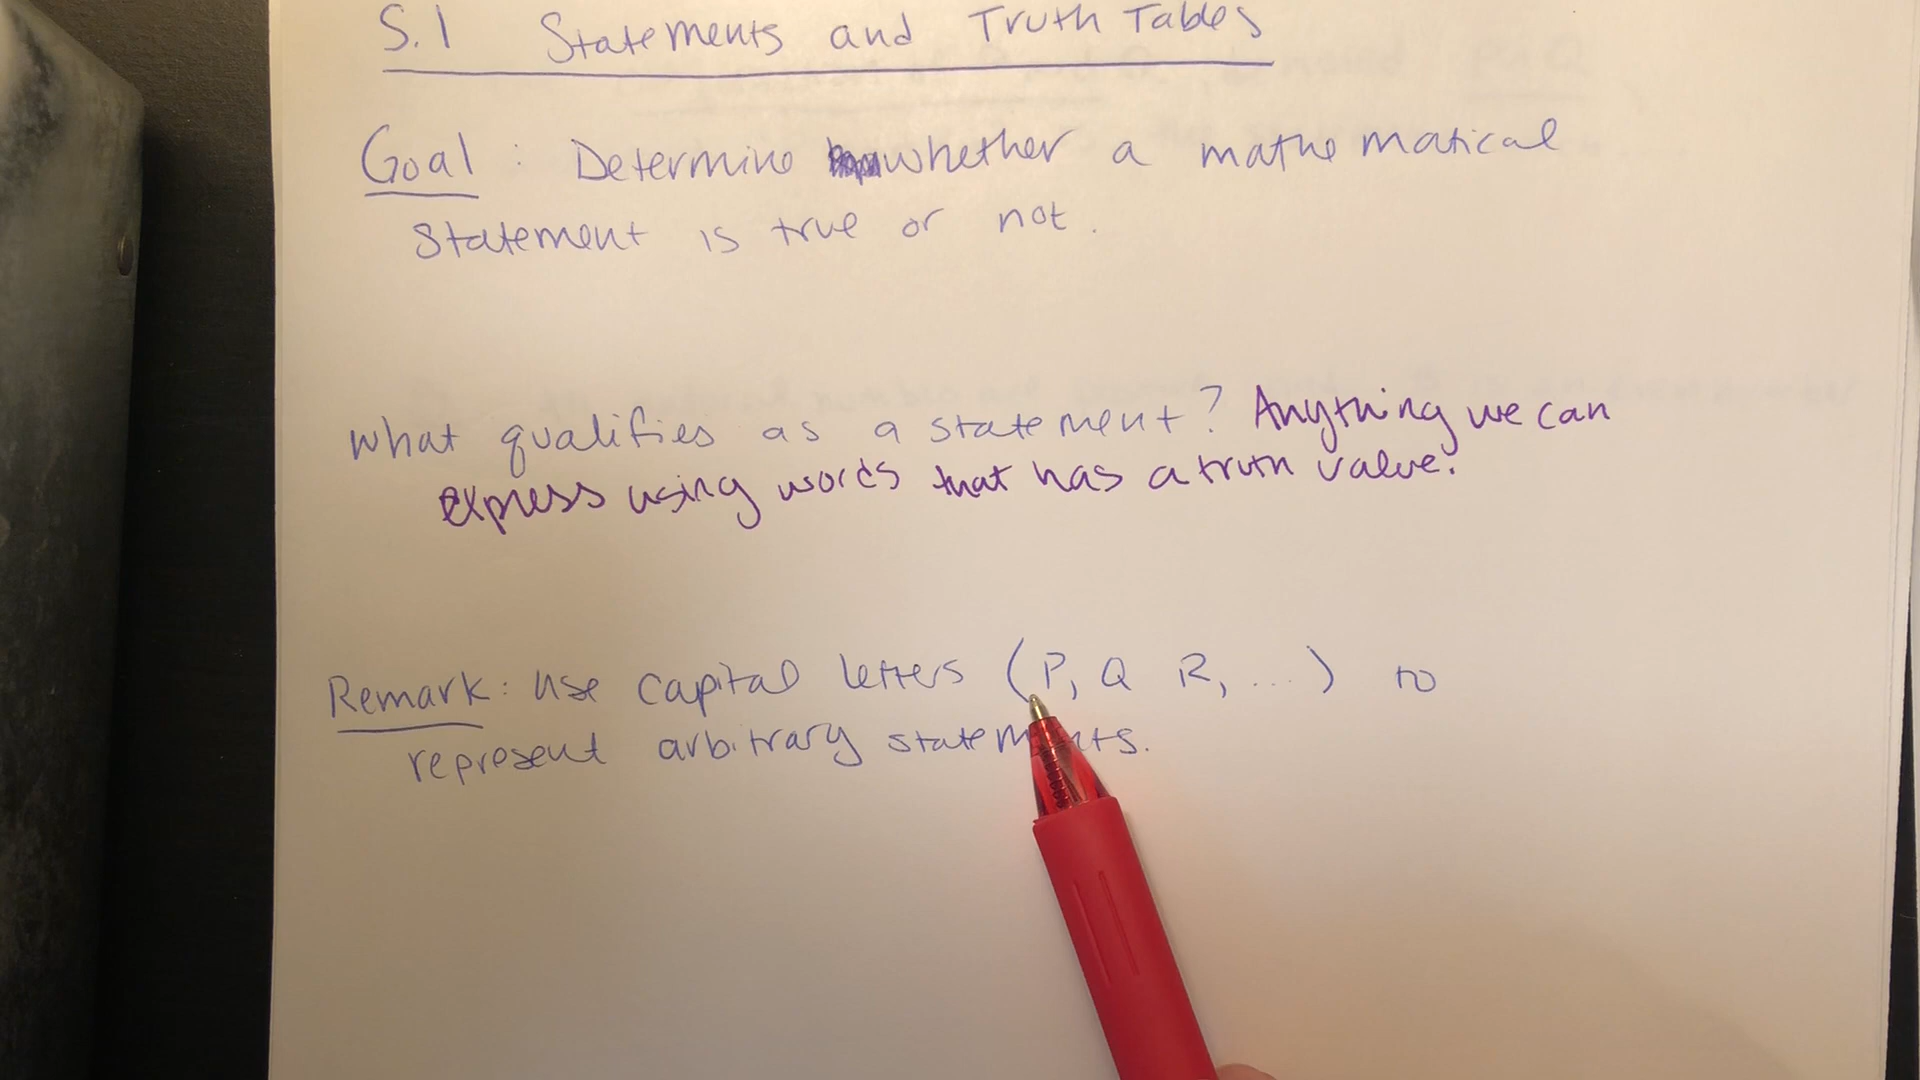 S.1 Statements and Truth Tables
Goal: Determine whether a mathematical
statement is true or not.
What qualifies as a statement? Anything we can
express using words that has a truth value.
Remark: Use capital letters (P, Q R, ...) to
represent arbitrary statements.